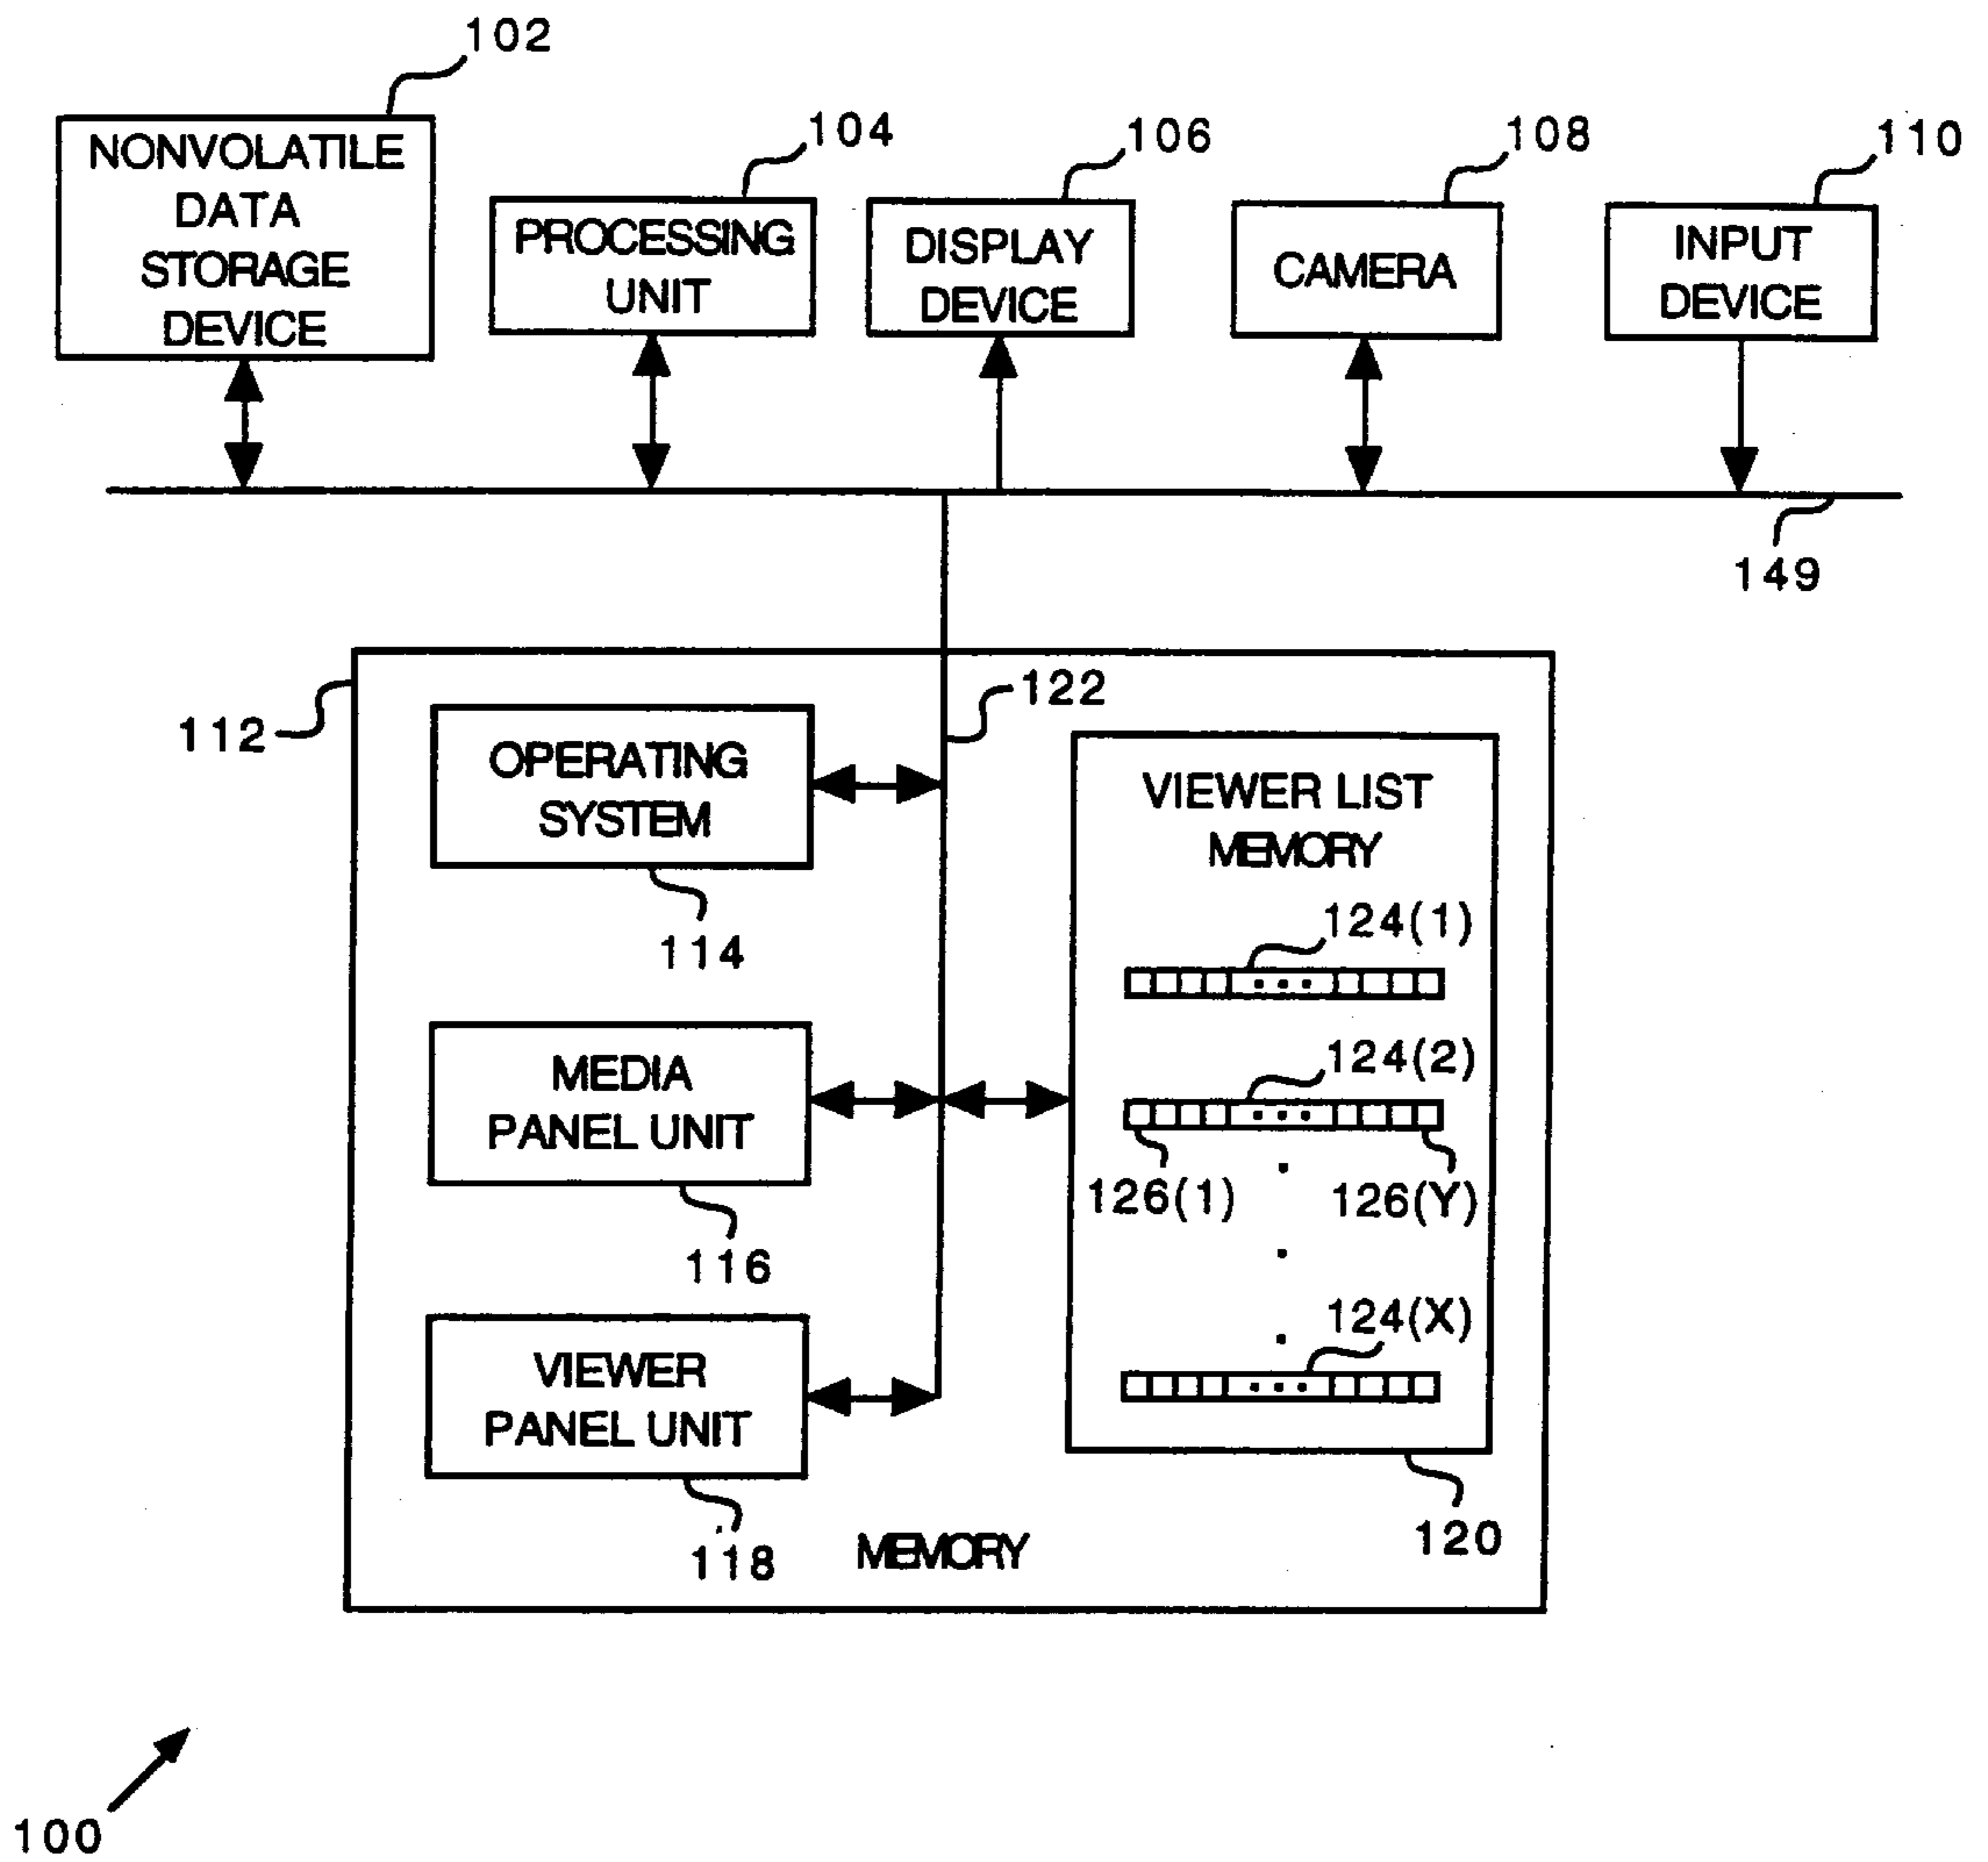 102
104
106
108
110
NONVOLATILE
DATA
STORAGE
DEVICE
PROCESSING
UNIT
DISPLAY
DEVICE
CAMERA
INPUT
DEVICE
149
112
122
OPERATING
SYSTEM
114
MEDIA
PANEL UNIT
116
VIEWER
PANEL UNIT
118
VIEWER LIST
MEMORY
124(1)
124(2)
126(1)
126(Y)
124(X)
120
MEMORY
100